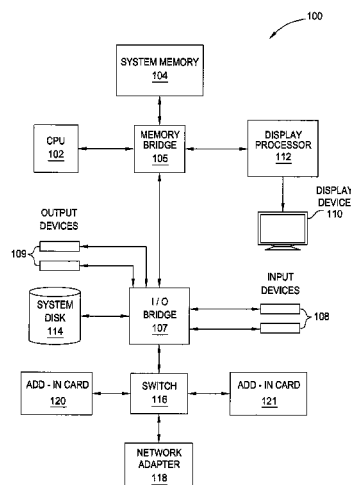 100
SYSTEM MEMORY
104
CPU
102
MEMORY
BRIDGE
105
DISPLAY
PROCESSOR
112
DISPLAY
DEVICE
110
OUTPUT
DEVICES
109
I / O
BRIDGE
107
INPUT
DEVICES
108
SYSTEM
DISK
114
ADD - IN CARD
120
SWITCH
116
ADD - IN CARD
121
NETWORK
ADAPTER
118